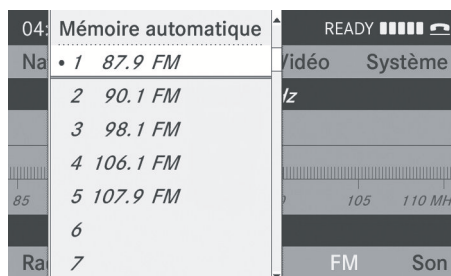 04: Mémoire automatique READY
Na Vidéo Système
• 1 87.9 FM
2 90.1 FM Hz
3 98.1 FM
4 106.1 FM
5 107.9 FM
85 105 110 MH
6
Ra 7 FM Son